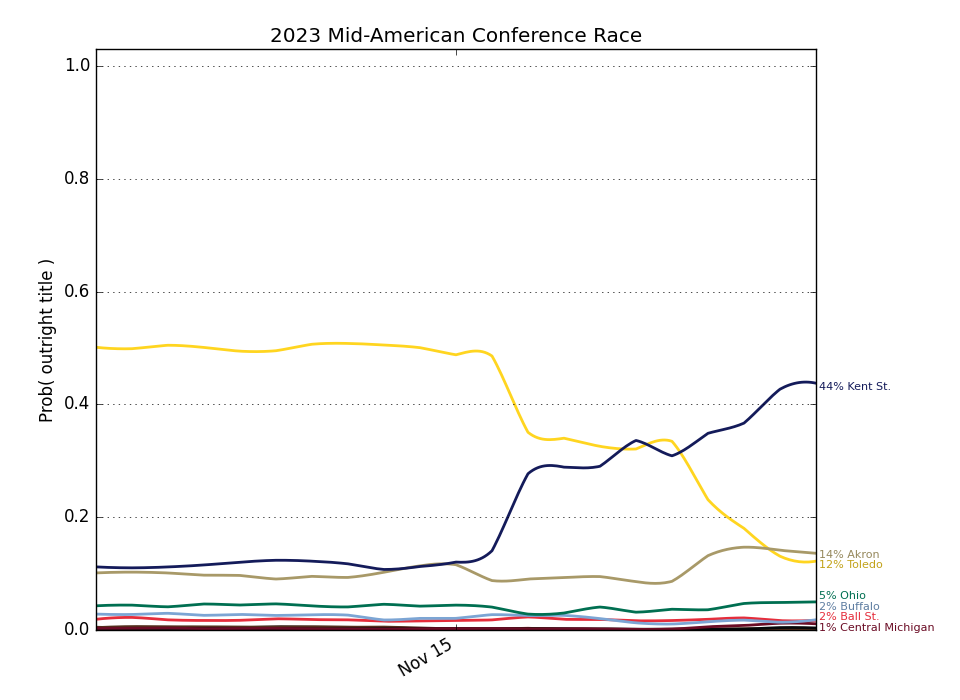 2023 Mid-American Conference Race
Prob( outright title )
1.0
0.8
0.6
0.4
0.2
0.0
Nov 15
44% Kent St.
14% Akron
12% Toledo
5% Ohio
2% Buffalo
2% Ball St.
1% Central Michigan